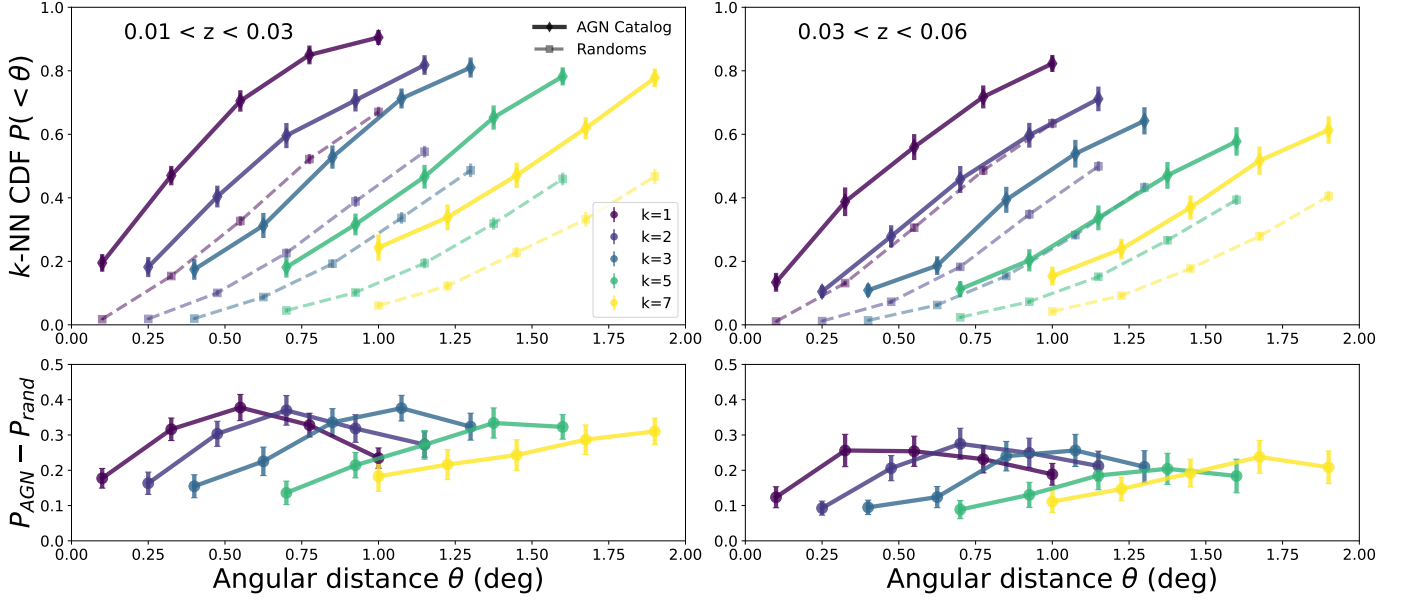 0.01 < z < 0.03
AGN Catalog
Randoms
k-NN CDF P(< θ)
1.0
0.8
0.6
0.4
0.2
0.0
k=1
k=2
k=3
k=5
k=7
0.00 0.25 0.50 0.75 1.00 1.25 1.50 1.75 2.00
0.03 < z < 0.06
1.0
0.8
0.6
0.4
0.2
0.0
0.00 0.25 0.50 0.75 1.00 1.25 1.50 1.75 2.00
P_AGN − P_rand
0.5
0.4
0.3
0.2
0.1
0.0
0.00 0.25 0.50 0.75 1.00 1.25 1.50 1.75 2.00
Angular distance θ (deg)
0.5
0.4
0.3
0.2
0.1
0.0
0.00 0.25 0.50 0.75 1.00 1.25 1.50 1.75 2.00
Angular distance θ (deg)